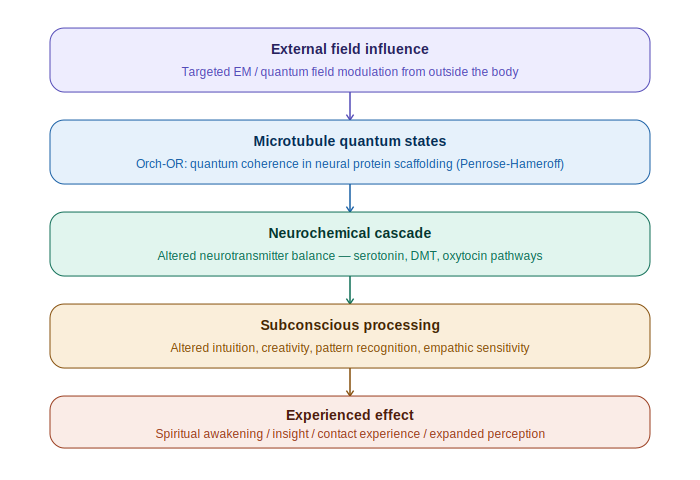 External field influence
Targeted EM / quantum field modulation from outside the body
Microtubule quantum states
Orch-OR: quantum coherence in neural protein scaffolding (Penrose-Hameroff)
Neurochemical cascade
Altered neurotransmitter balance — serotonin, DMT, oxytocin pathways
Subconscious processing
Altered intuition, creativity, pattern recognition, empathic sensitivity
Experienced effect
Spiritual awakening / insight / contact experience / expanded perception